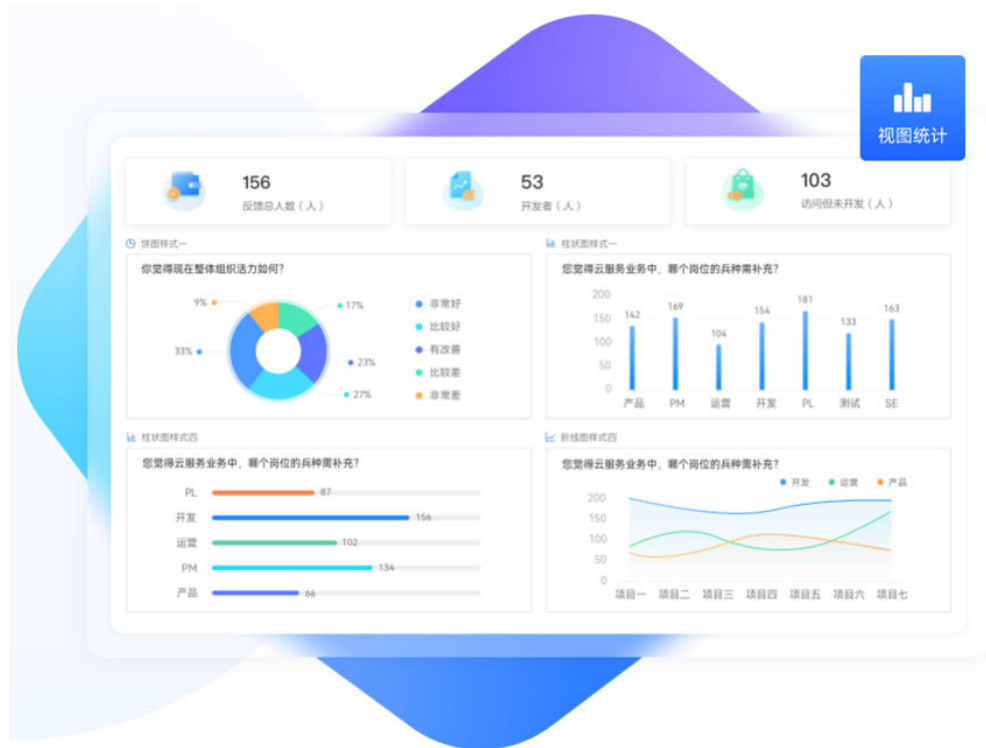 视图统计
156
反馈总人数（人）
53
开发者（人）
103
访问但未开发（人）
饼图样式一
你觉得现在整体组织活力如何?
9%
17%
33%
23%
27%
非常好
比较好
有改善
比较差
非常差
柱状图样式一
您觉得云服务业务中，哪个岗位的兵种需补充?
200
150
100
50
0
142
169
104
154
181
133
163
产品 PM 运营 开发 PL 测试 SE
柱状图样式四
您觉得云服务业务中，哪个岗位的兵种需补充?
PL 87
开发 156
运营 102
PM 134
产品 66
折线图样式四
您觉得云服务业务中，哪个岗位的兵种需补充?
开发 运营 产品
200
150
100
50
0
项目一 项目二 项目三 项目四 项目五 项目六 项目七